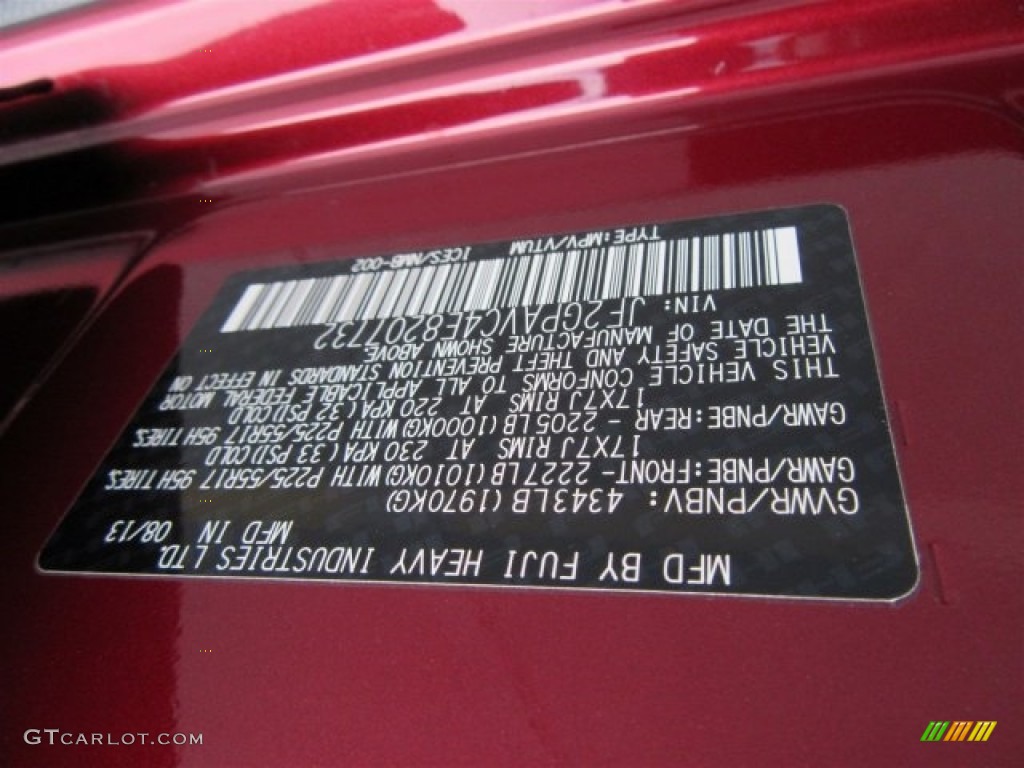 MFD BY FUJI HEAVY INDUSTRIES LTD.
MFD IN 08/13
GVWR/PNBV: 4343LB (1970KG)
GAWR/PNBE:FRONT- 2227LB (1010KG) WITH P225/55R17 95H TIRES.
17X7J RIMS AT 230 KPA (33 PSI) COLD
GAWR/PNBE:REAR - 2205LB (1000KG) WITH P225/55R17 95H TIRES.
17X7J RIMS AT 220 KPA (32 PSI) COLD
THIS VEHICLE CONFORMS TO ALL APPLICABLE FEDERAL MOTOR
VEHICLE SAFETY AND THEFT PREVENTION STANDARDS IN EFFECT ON
THE DATE OF MANUFACTURE SHOWN ABOVE.
VIN: JF2GPAVC4E8207732
TYPE:MPV/VTUM ICES/NMB-002
GTCARLOT.COM